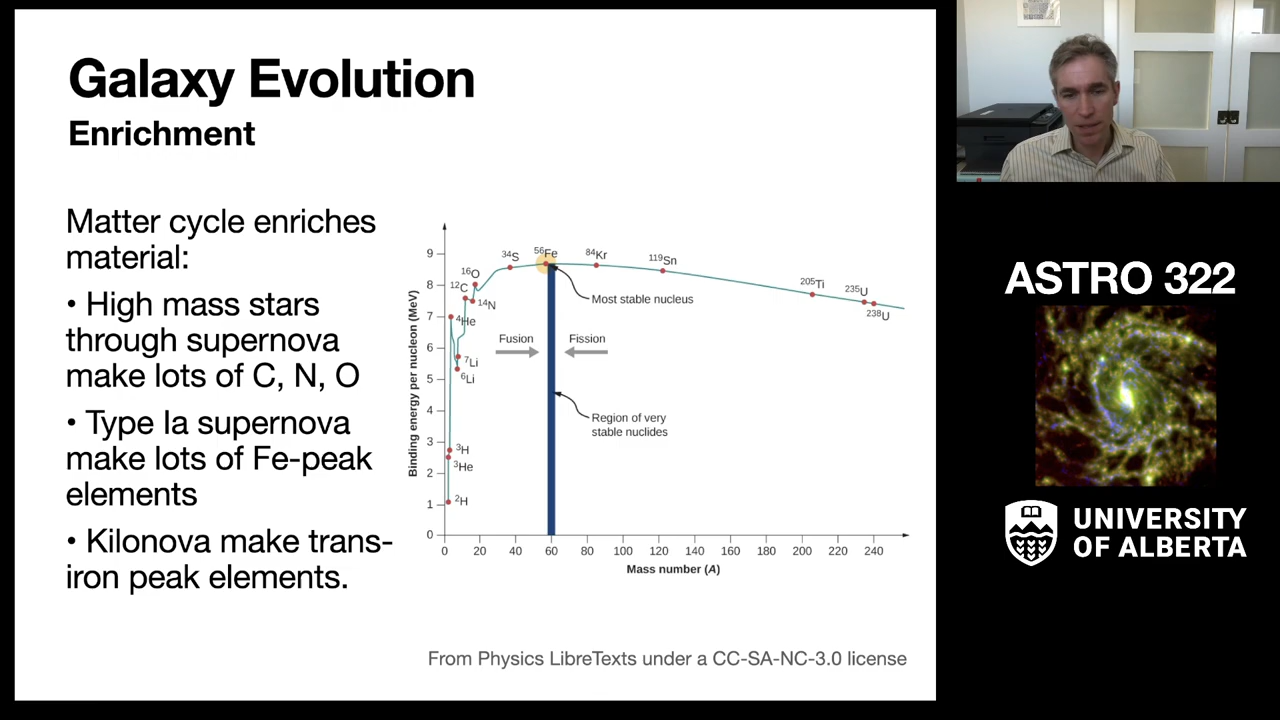 Galaxy Evolution
Enrichment
Matter cycle enriches
material:
• High mass stars
through supernova
make lots of C, N, O
• Type Ia supernova
make lots of Fe-peak
elements
• Kilonova make trans-
iron peak elements.
Binding energy per nucleon (MeV)
9
8
7
6
5
4
3
2
1
0
0 20 40 60 80 100 120 140 160 180 200 220 240
Mass number (A)
³⁴S
⁵⁶Fe
⁸⁴Kr
¹¹⁹Sn
¹⁶O
¹²C
¹⁴N
²⁰⁵Ti
²³⁵U
²³⁸U
Most stable nucleus
⁴He
Fusion
Fission
⁷Li
⁶Li
Region of very
stable nuclides
³H
³He
²H
From Physics LibreTexts under a CC-SA-NC-3.0 license
ASTRO 322
UNIVERSITY
OF ALBERTA